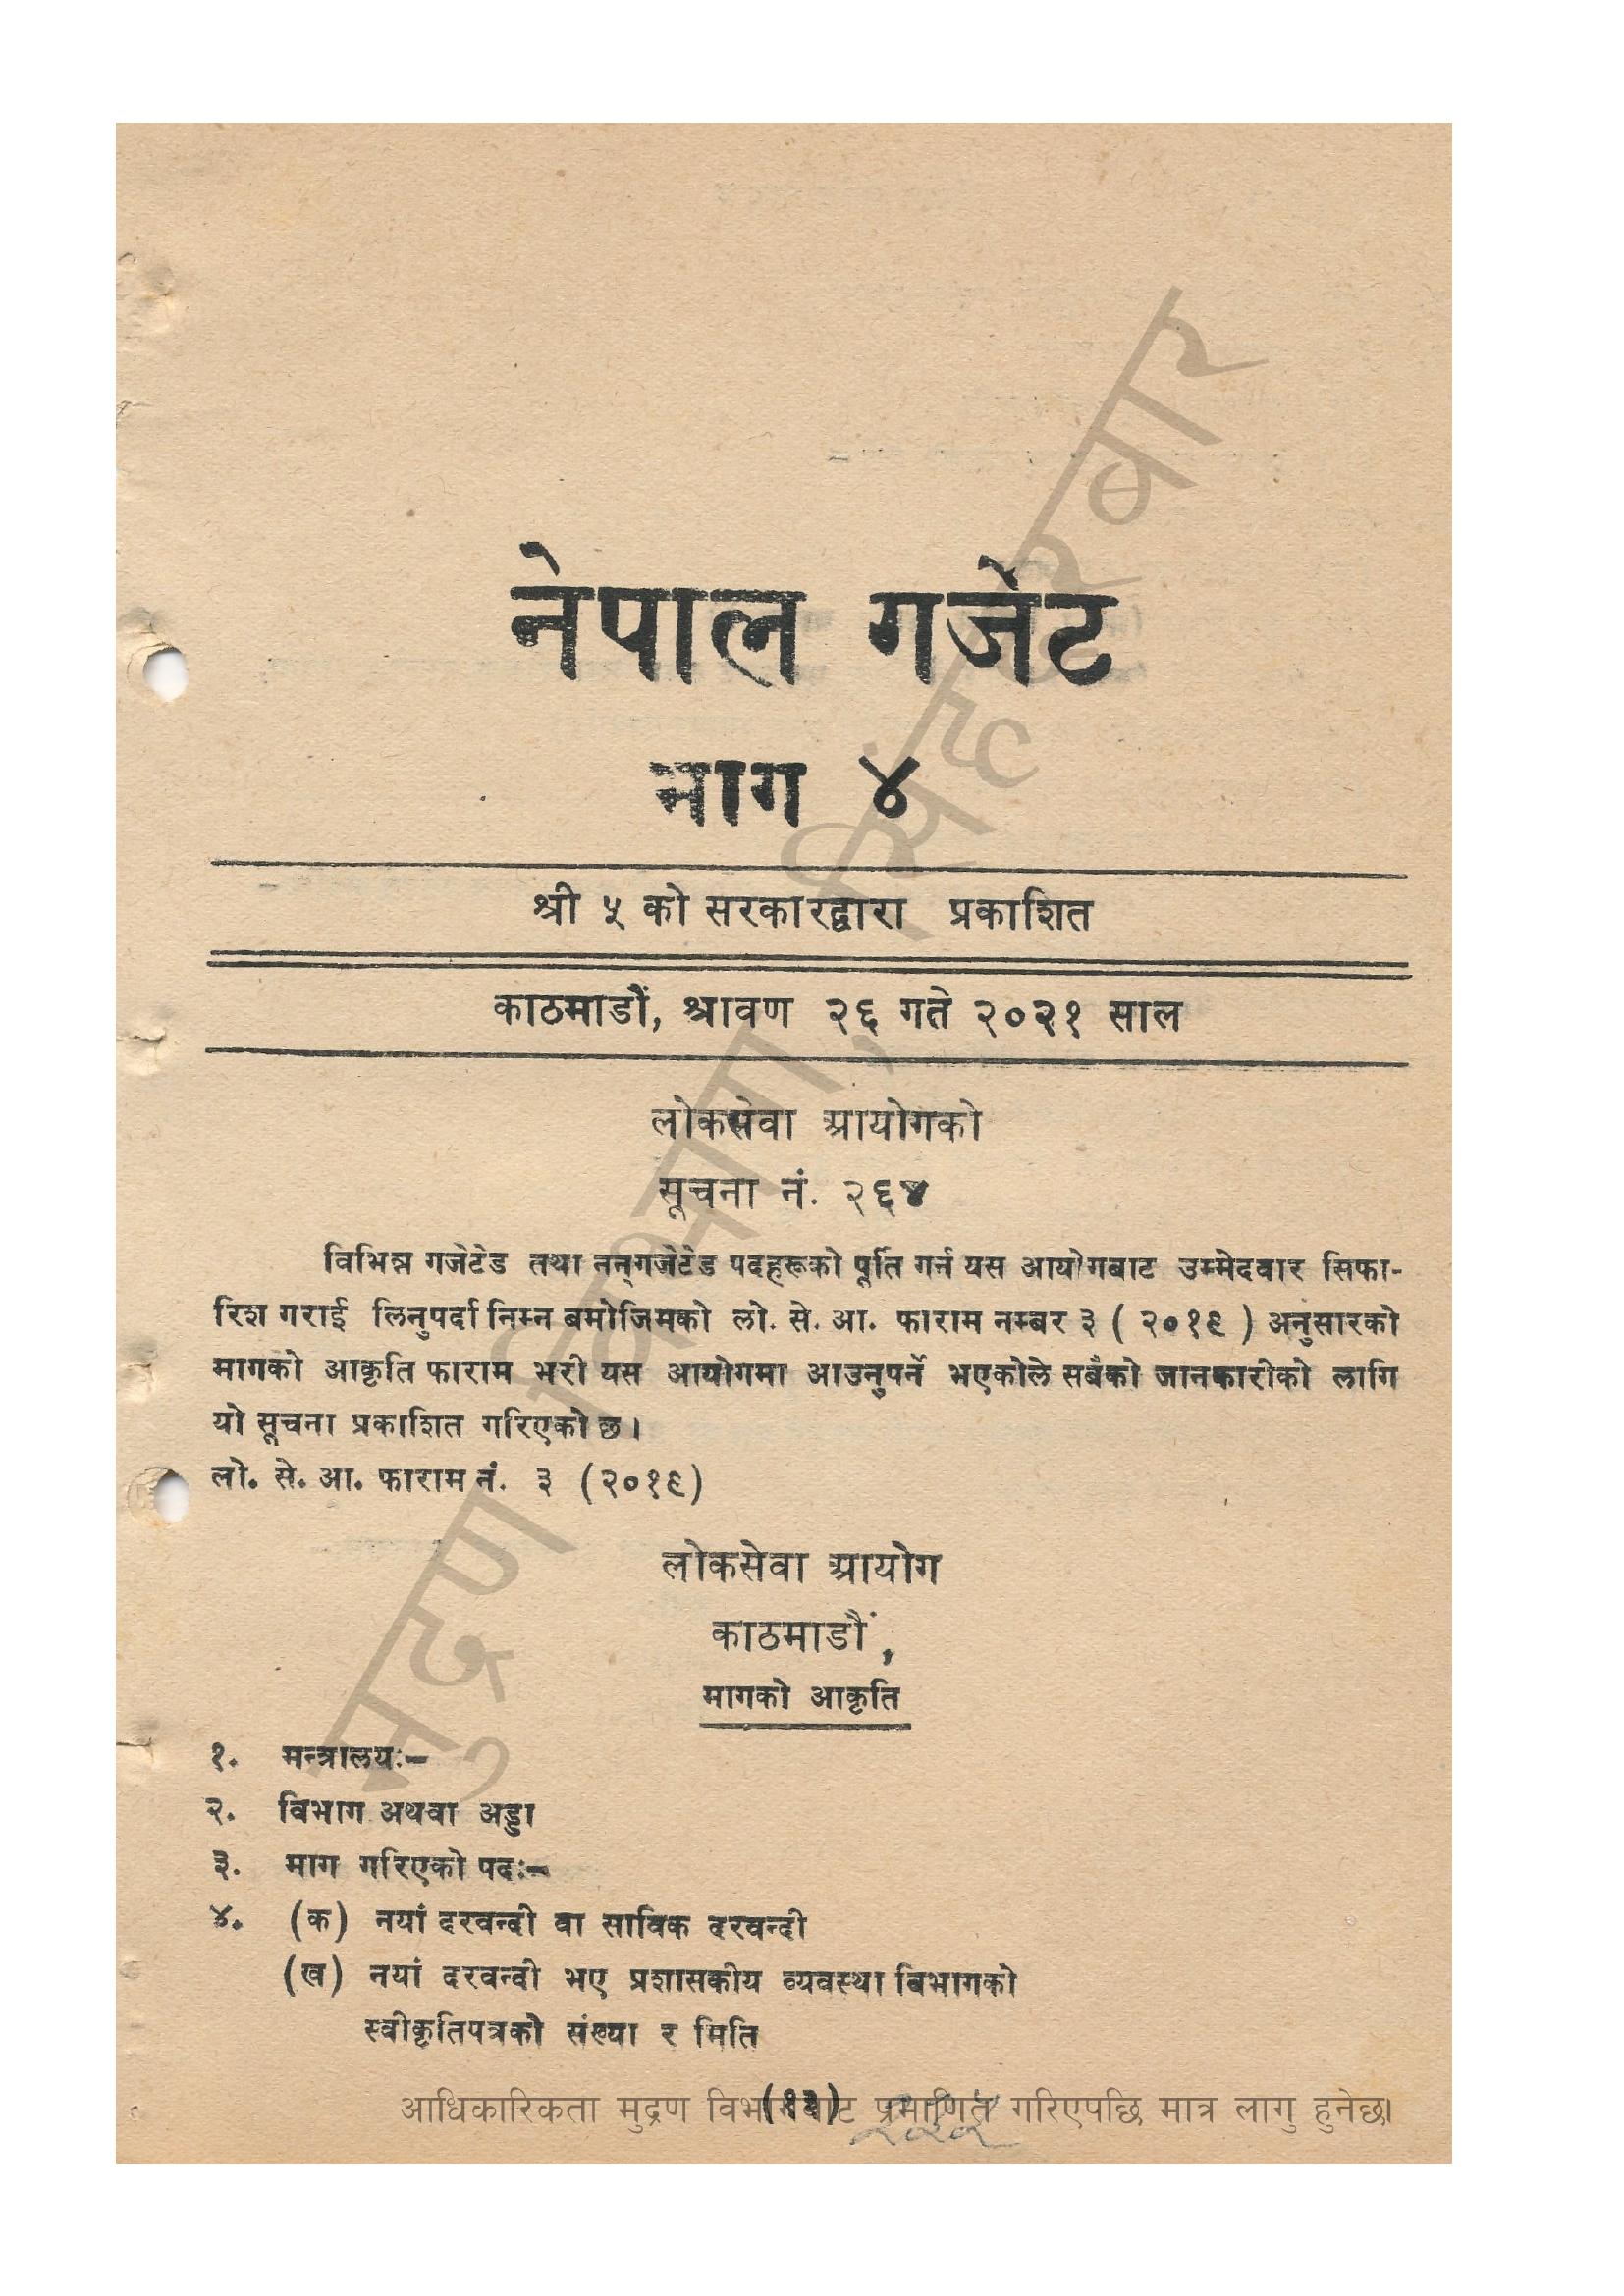 नेपाल गजेट
भाग ४
श्री ५ को सरकारद्वारा प्रकाशित
काठमाडौं, श्रावण २६ गते २०२१ साल
लोकसेवा आयोगको
सूचना नं. २६४
विभिन्न गजेटेड तथा नन्गजेटेड पदहरूको पूर्ति गर्न यस आयोगबाट उम्मेदवार सिफा-
रिश गराई लिनुपर्दा निम्न बमोजिमको लो. से. आ. फाराम नम्बर ३ ( २०१९ ) अनुसारको
मागको आकृति फाराम भरी यस आयोगमा आउनुपर्ने भएकोले सबैको जानकारीको लागि
यो सूचना प्रकाशित गरिएको छ।
लो. से. आ. फाराम नं. ३ (२०१९)
लोकसेवा आयोग
काठमाडौं,
मागको आकृति
१. मन्त्रालय:-
२. विभाग अथवा अड्डा
३. माग गरिएको पद:-
४. (क) नयां दरवन्दी वा साविक दरवन्दी
(ख) नयां दरवन्दी भए प्रशासकीय व्यवस्था विभागको
स्वीकृतिपत्रको संख्या र मिति
आधिकारिकता मुद्रण विभागबाट प्रमाणित गरिएपछि मात्र लागु हुनेछ।
मुद्रण विभाग, सिंहदरबार